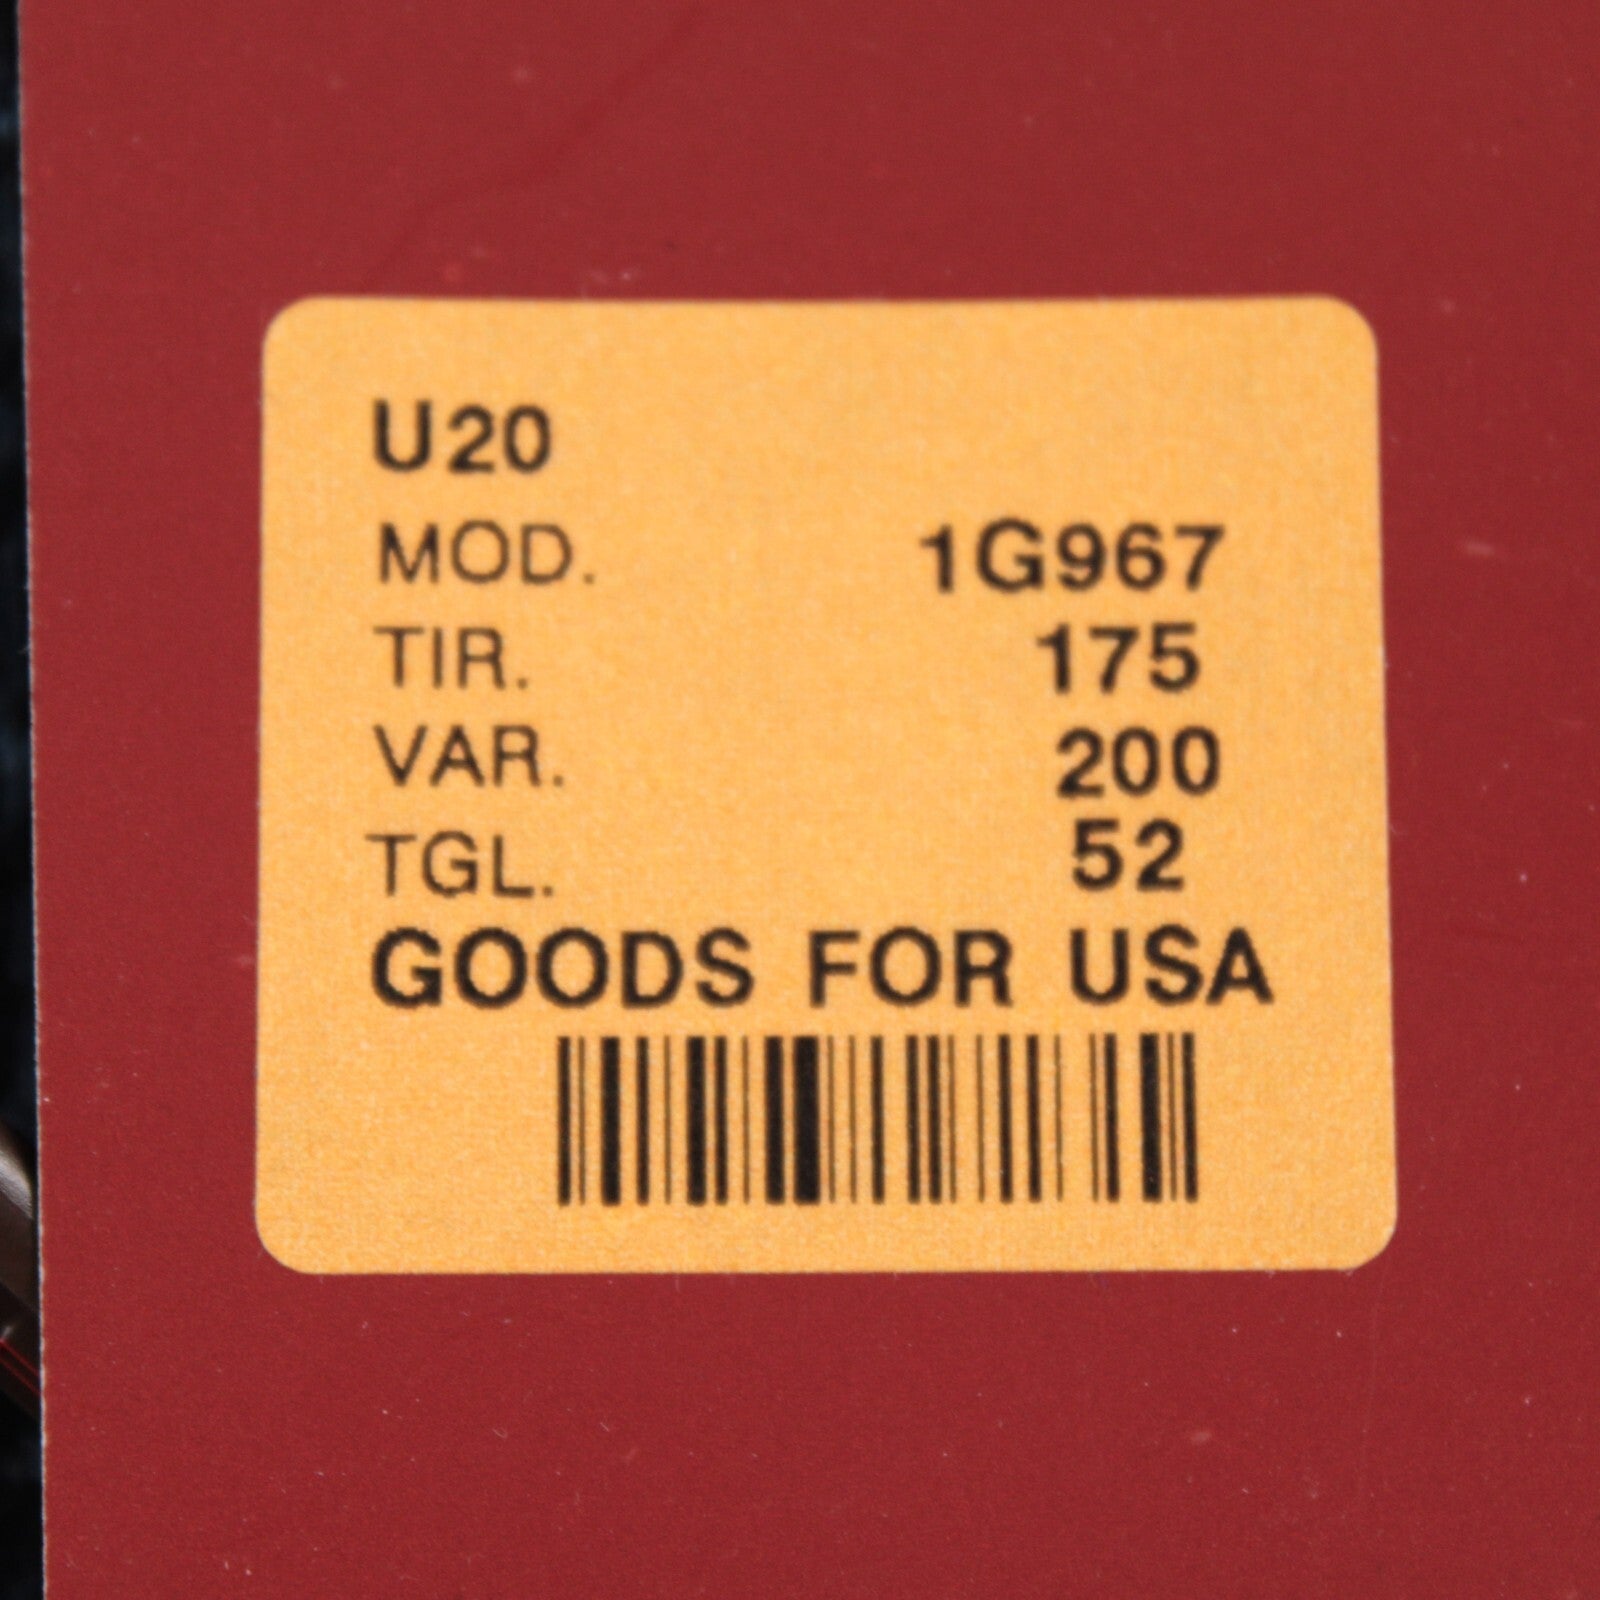 U20
MOD. 1G967
TIR. 175
VAR. 200
TGL. 52
GOODS FOR USA